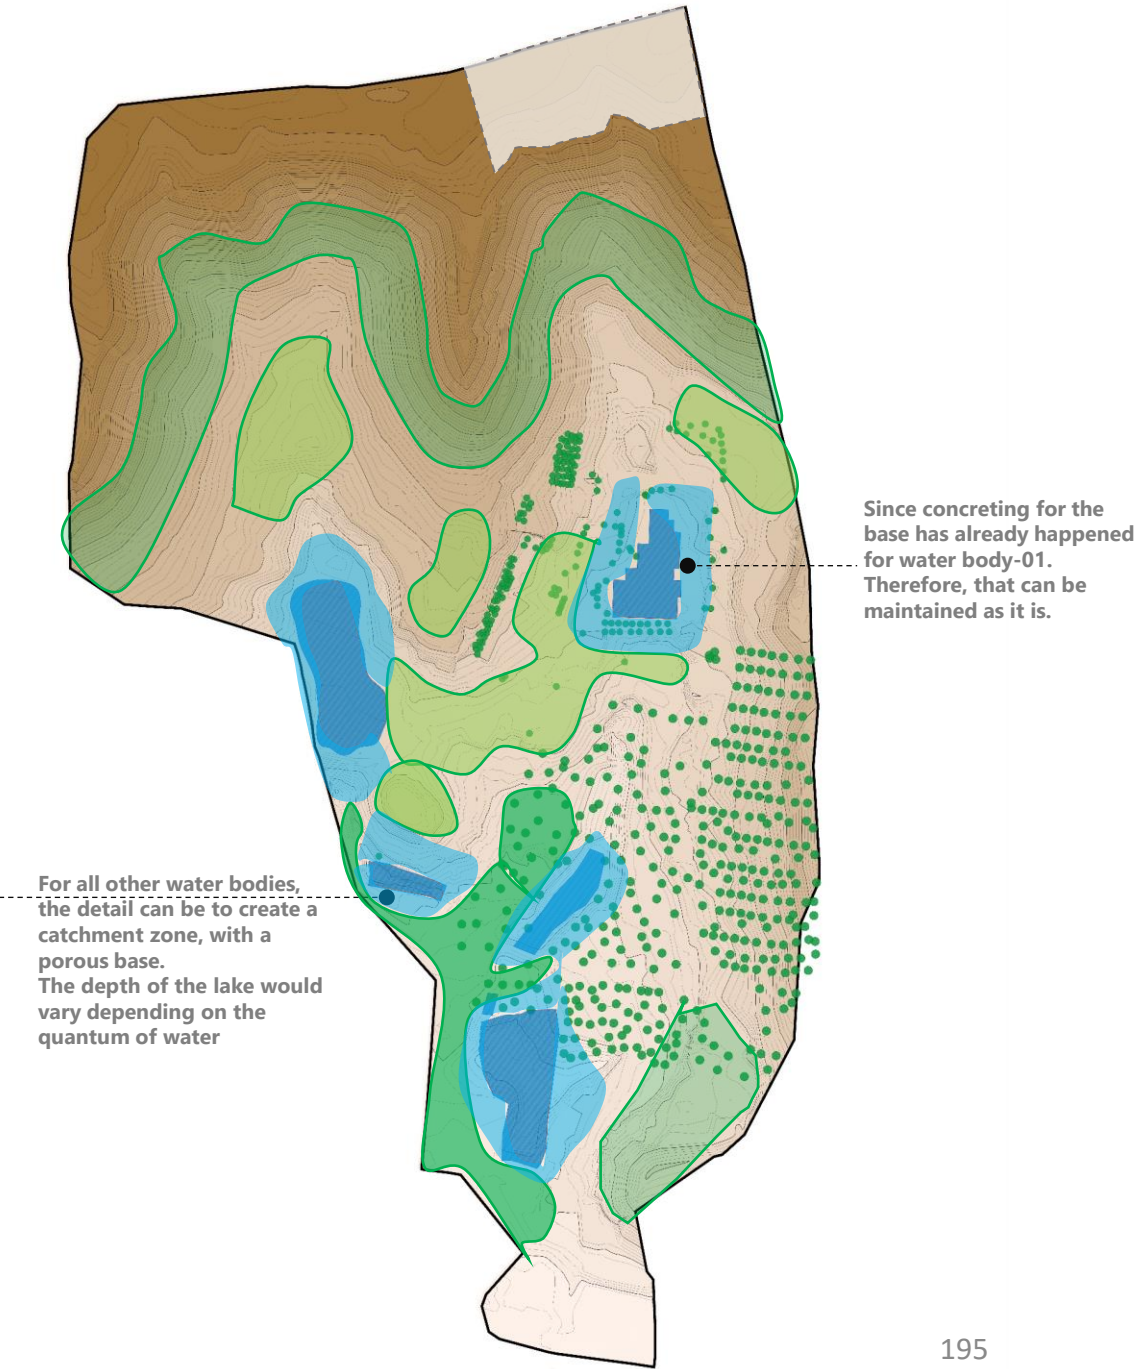 Since concreting for the
base has already happened
for water body-01.
Therefore, that can be
maintained as it is.
For all other water bodies,
the detail can be to create a
catchment zone, with a
porous base.
The depth of the lake would
vary depending on the
quantum of water
195